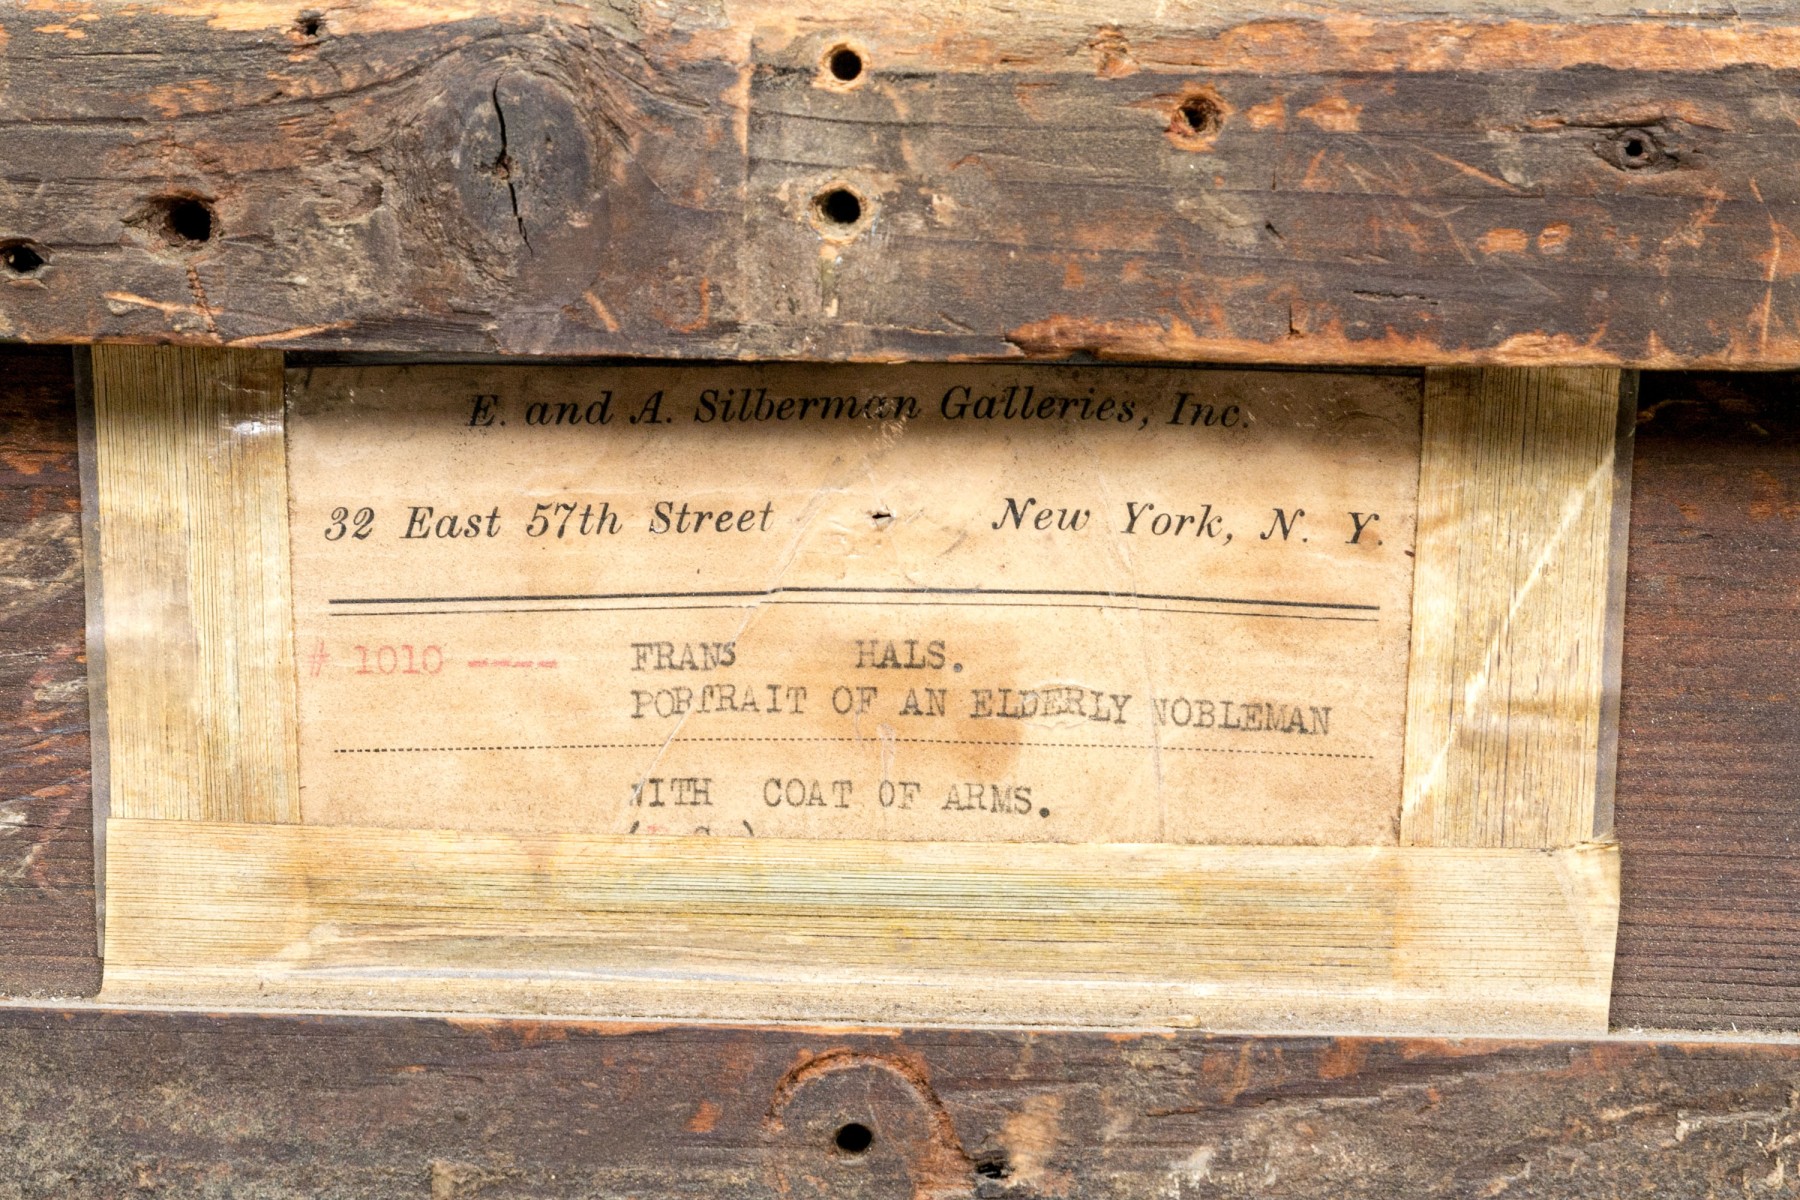 E. and A. Silberman Galleries, Inc.
32 East 57th Street New York, N. Y.
# 1010 ---- FRANS HALS.
PORTRAIT OF AN ELDERLY NOBLEMAN
WITH COAT OF ARMS.